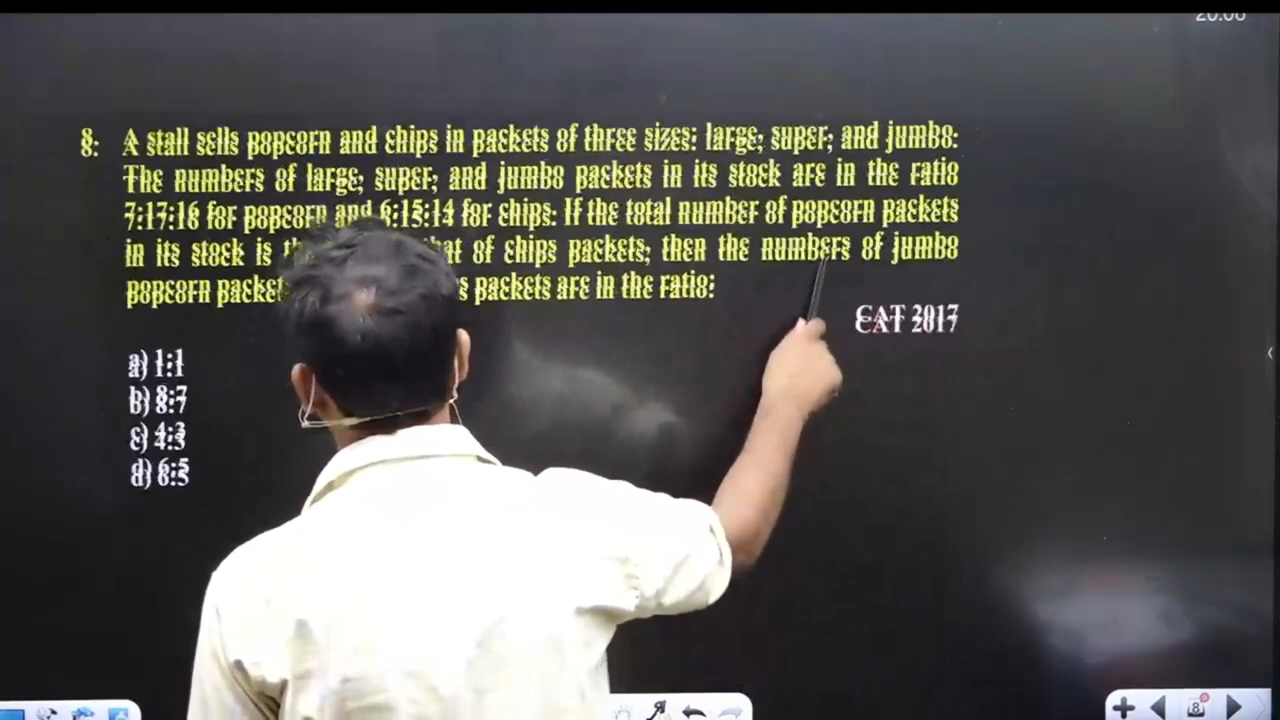 20:08
8. A stall sells popcorn and chips in packets of three sizes: large, super, and jumbo.
The numbers of large, super, and jumbo packets in its stock are in the ratio
7:17:16 for popcorn and 6:15:14 for chips. If the total number of popcorn packets
in its stock is that of chips packets, then the numbers of jumbo
popcorn packets packets are in the ratio:
CAT 2017
a) 1:1
b) 8:7
c) 4:3
d) 6:5
8